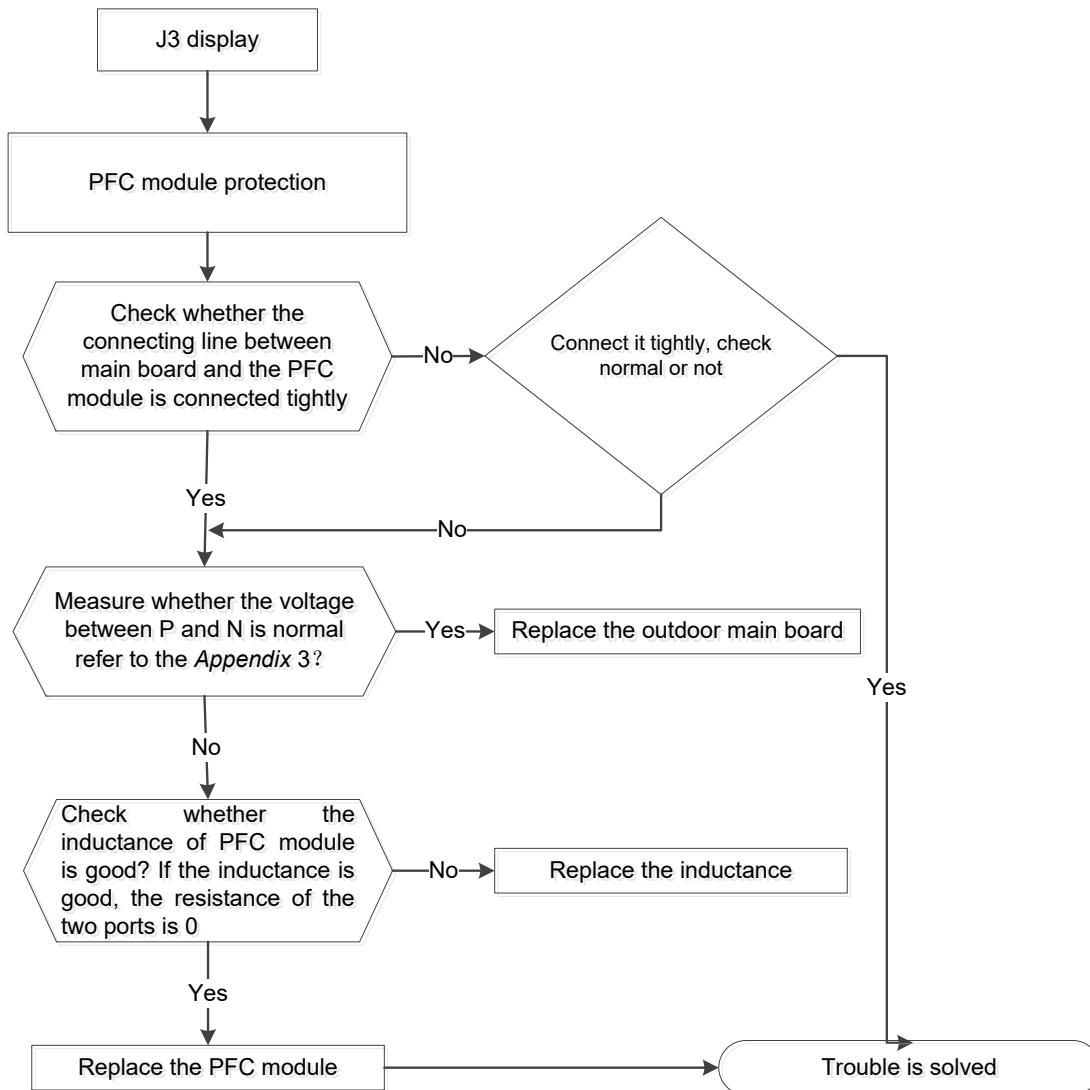 J3 display
PFC module protection
Check whether the
connecting line between
main board and the PFC
module is connected tightly
No
Connect it tightly, check
normal or not
Yes
No
Measure whether the voltage
between P and N is normal
refer to the Appendix 3?
Yes
Replace the outdoor main board
Yes
No
Check whether the
inductance of PFC module
is good? If the inductance is
good, the resistance of the
two ports is 0
No
Replace the inductance
Yes
Replace the PFC module
Trouble is solved